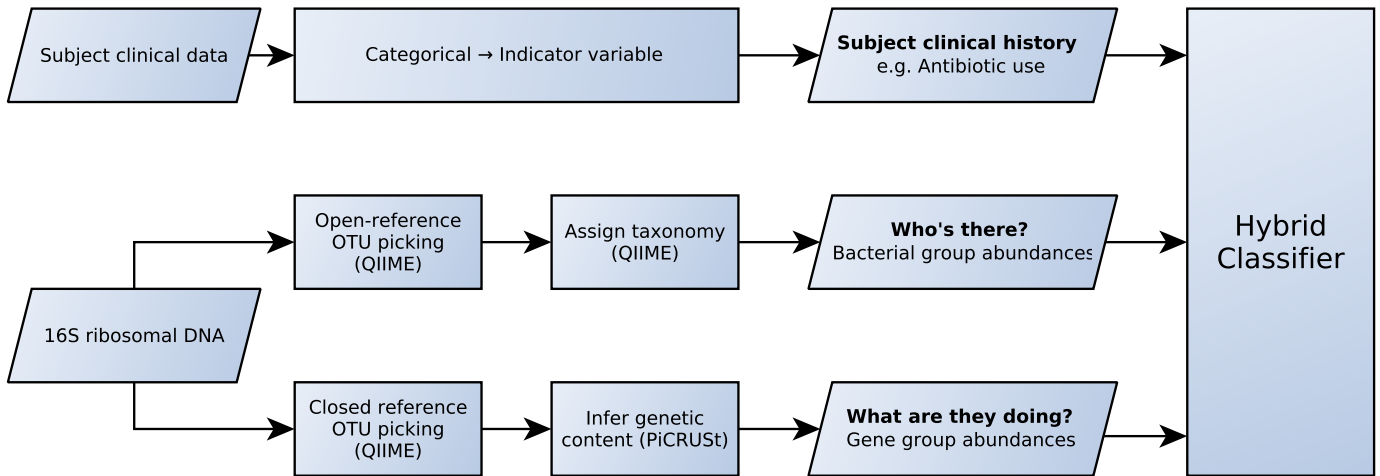 Subject clinical data
Categorical → Indicator variable
Subject clinical history
e.g. Antibiotic use
Open-reference
OTU picking
(QIIME)
Assign taxonomy
(QIIME)
Who's there?
Bacterial group abundances
Hybrid
Classifier
16S ribosomal DNA
Closed reference
OTU picking
(QIIME)
Infer genetic
content (PiCRUSt)
What are they doing?
Gene group abundances